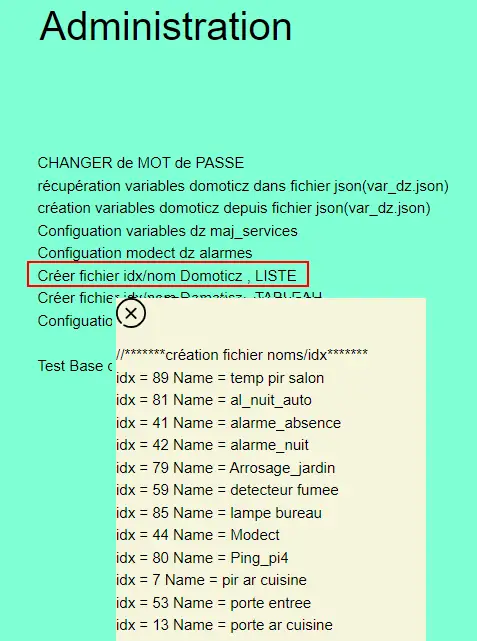 Administration
CHANGER de MOT de PASSE
récupération variables domoticz dans fichier json(var_dz.json)
création variables domoticz depuis fichier json(var_dz.json)
Configuation variables dz maj_services
Configuation modect dz alarmes
Créer fichier idx/nom Domoticz , LISTE
Créer fichier idx/nom Domoticz , TABLEAU
Configuatio
Test Base
//*******création fichier noms/idx*******
idx = 89 Name = temp pir salon
idx = 81 Name = al_nuit_auto
idx = 41 Name = alarme_absence
idx = 42 Name = alarme_nuit
idx = 79 Name = Arrosage_jardin
idx = 59 Name = detecteur fumee
idx = 85 Name = lampe bureau
idx = 44 Name = Modect
idx = 80 Name = Ping_pi4
idx = 7 Name = pir ar cuisine
idx = 53 Name = porte entree
idx = 13 Name = porte ar cuisine